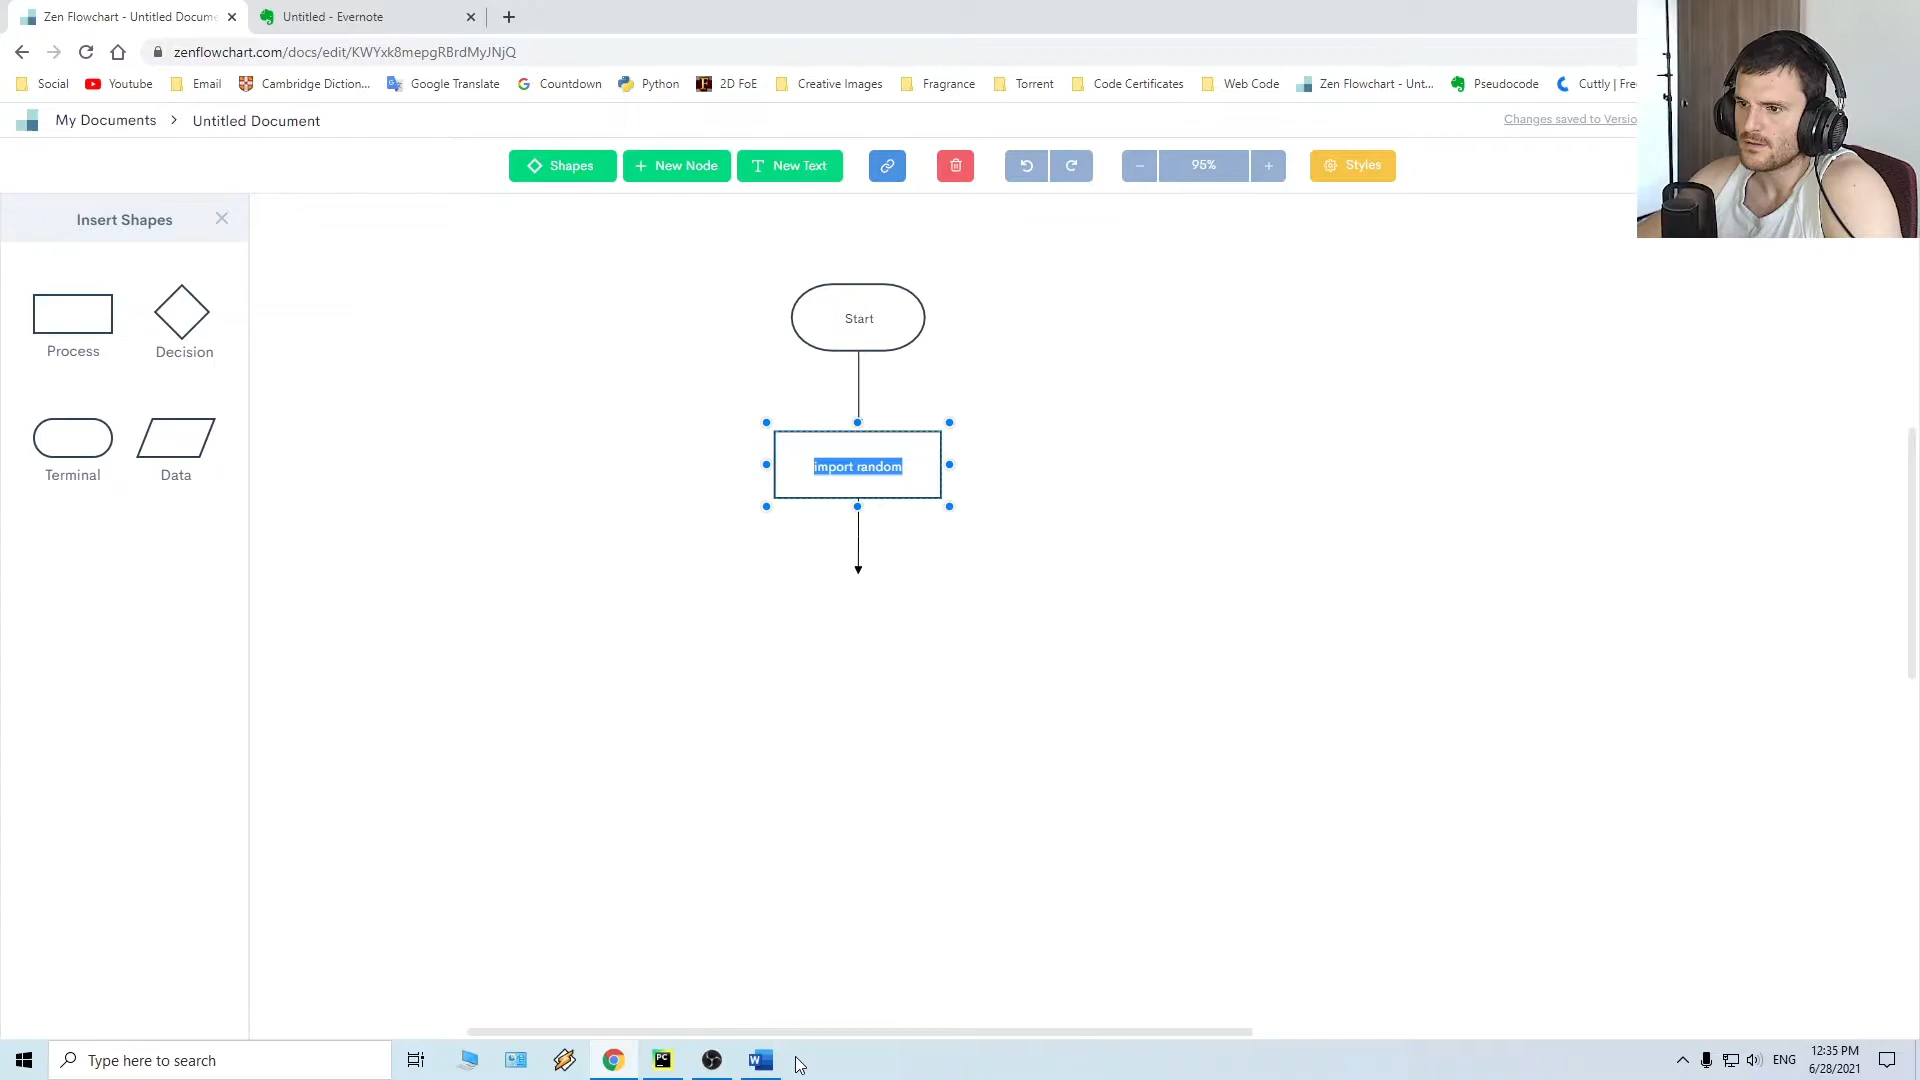 Zen Flowchart - Untitled Docume
Untitled - Evernote
zenflowchart.com/docs/edit/KWYxk8mepgRBrdMyJNjQ
Social
Youtube
Email
Cambridge Diction...
Google Translate
Countdown
Python
2D FoE
Creative Images
Fragrance
Torrent
Code Certificates
Web Code
Zen Flowchart - Unt...
Pseudocode
Cuttly | Fre
My Documents > Untitled Document
Changes saved to Versio
Shapes
+ New Node
New Text
95%
Styles
Insert Shapes
Process
Decision
Terminal
Data
Start
import random
Type here to search
ENG
12:35 PM
6/28/2021